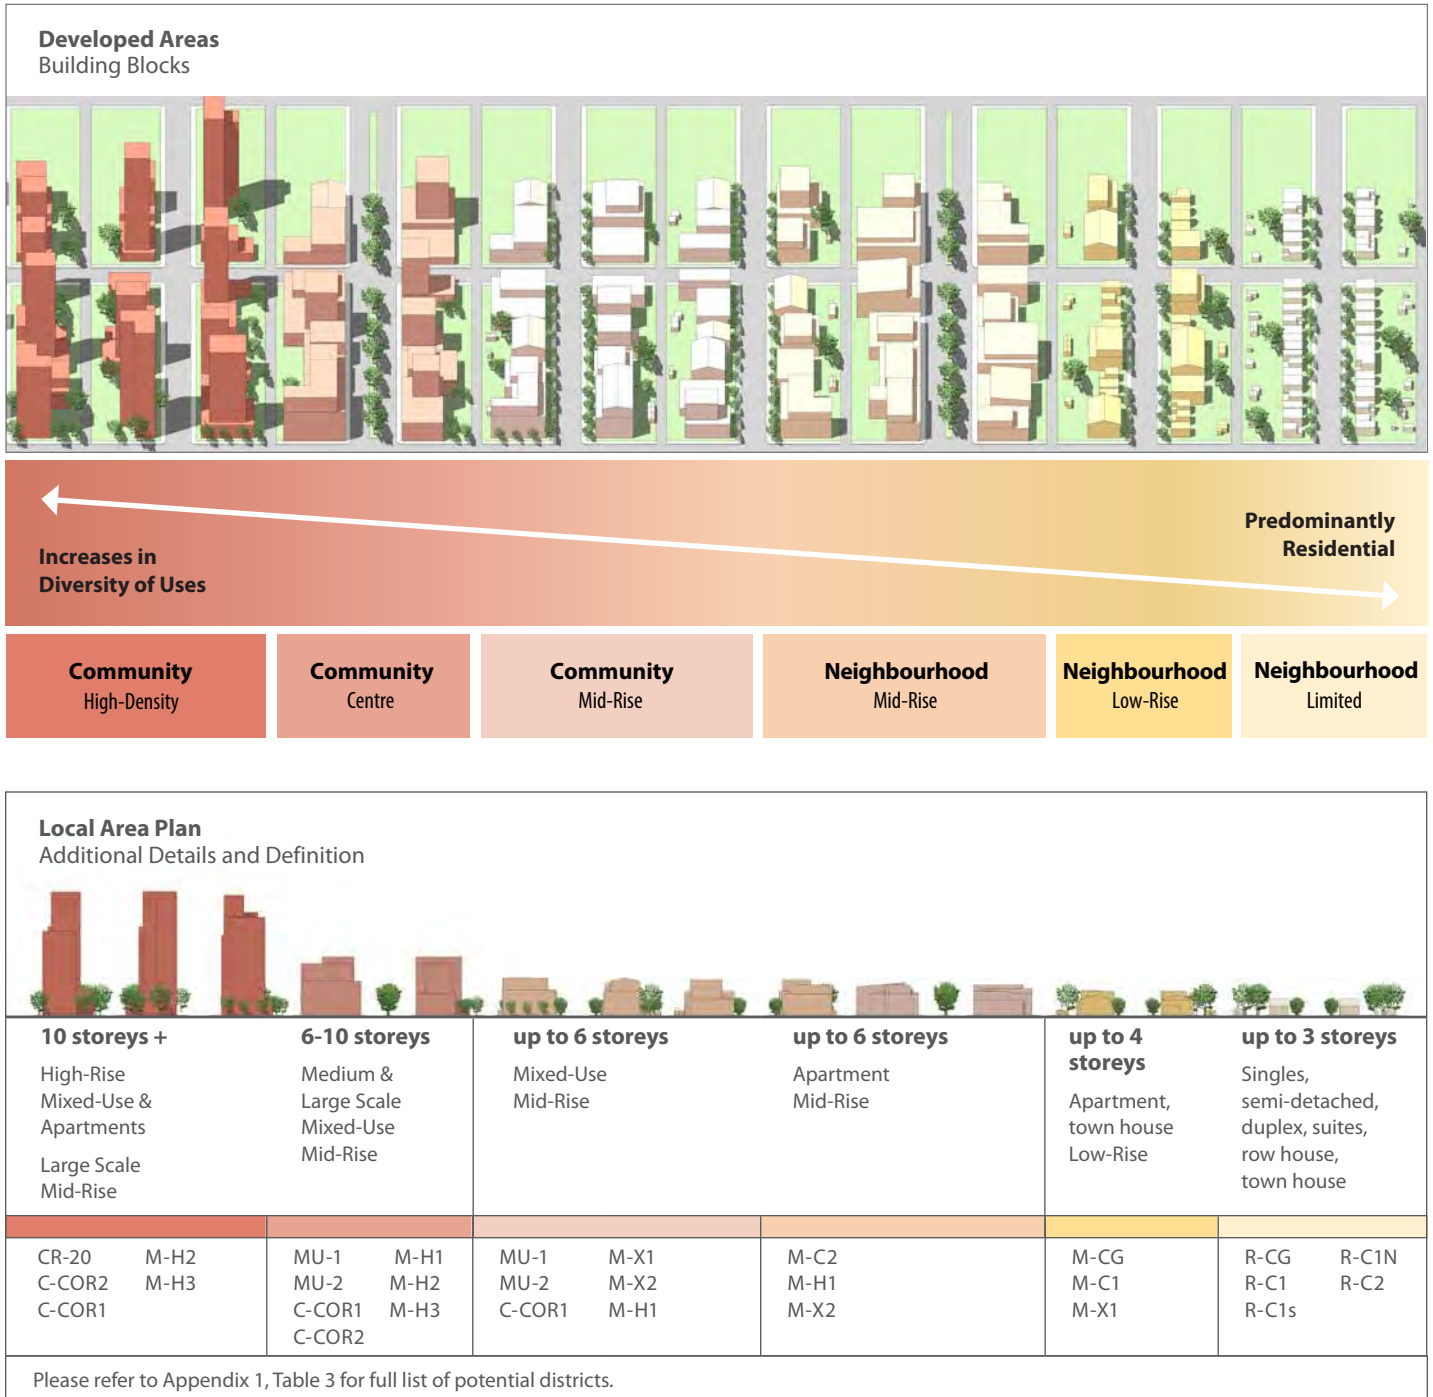 Developed Areas
Building Blocks
Increases in
Diversity of Uses
Predominantly
Residential
Community
High-Density
Community
Centre
Community
Mid-Rise
Neighbourhood
Mid-Rise
Neighbourhood
Low-Rise
Neighbourhood
Limited
Local Area Plan
Additional Details and Definition
10 storeys +
High-Rise
Mixed-Use &
Apartments
Large Scale
Mid-Rise
6-10 storeys
Medium &
Large Scale
Mixed-Use
Mid-Rise
up to 6 storeys
Mixed-Use
Mid-Rise
up to 6 storeys
Apartment
Mid-Rise
up to 4
storeys
Apartment,
town house
Low-Rise
up to 3 storeys
Singles,
semi-detached,
duplex, suites,
row house,
town house
CR-20 M-H2
C-COR2 M-H3
C-COR1
MU-1 M-H1
MU-2 M-H2
C-COR1 M-H3
C-COR2
MU-1 M-X1
MU-2 M-X2
C-COR1 M-H1
M-C2
M-H1
M-X2
M-CG
M-C1
M-X1
R-CG R-C1N
R-C1 R-C2
R-C1s
Please refer to Appendix 1, Table 3 for full list of potential districts.